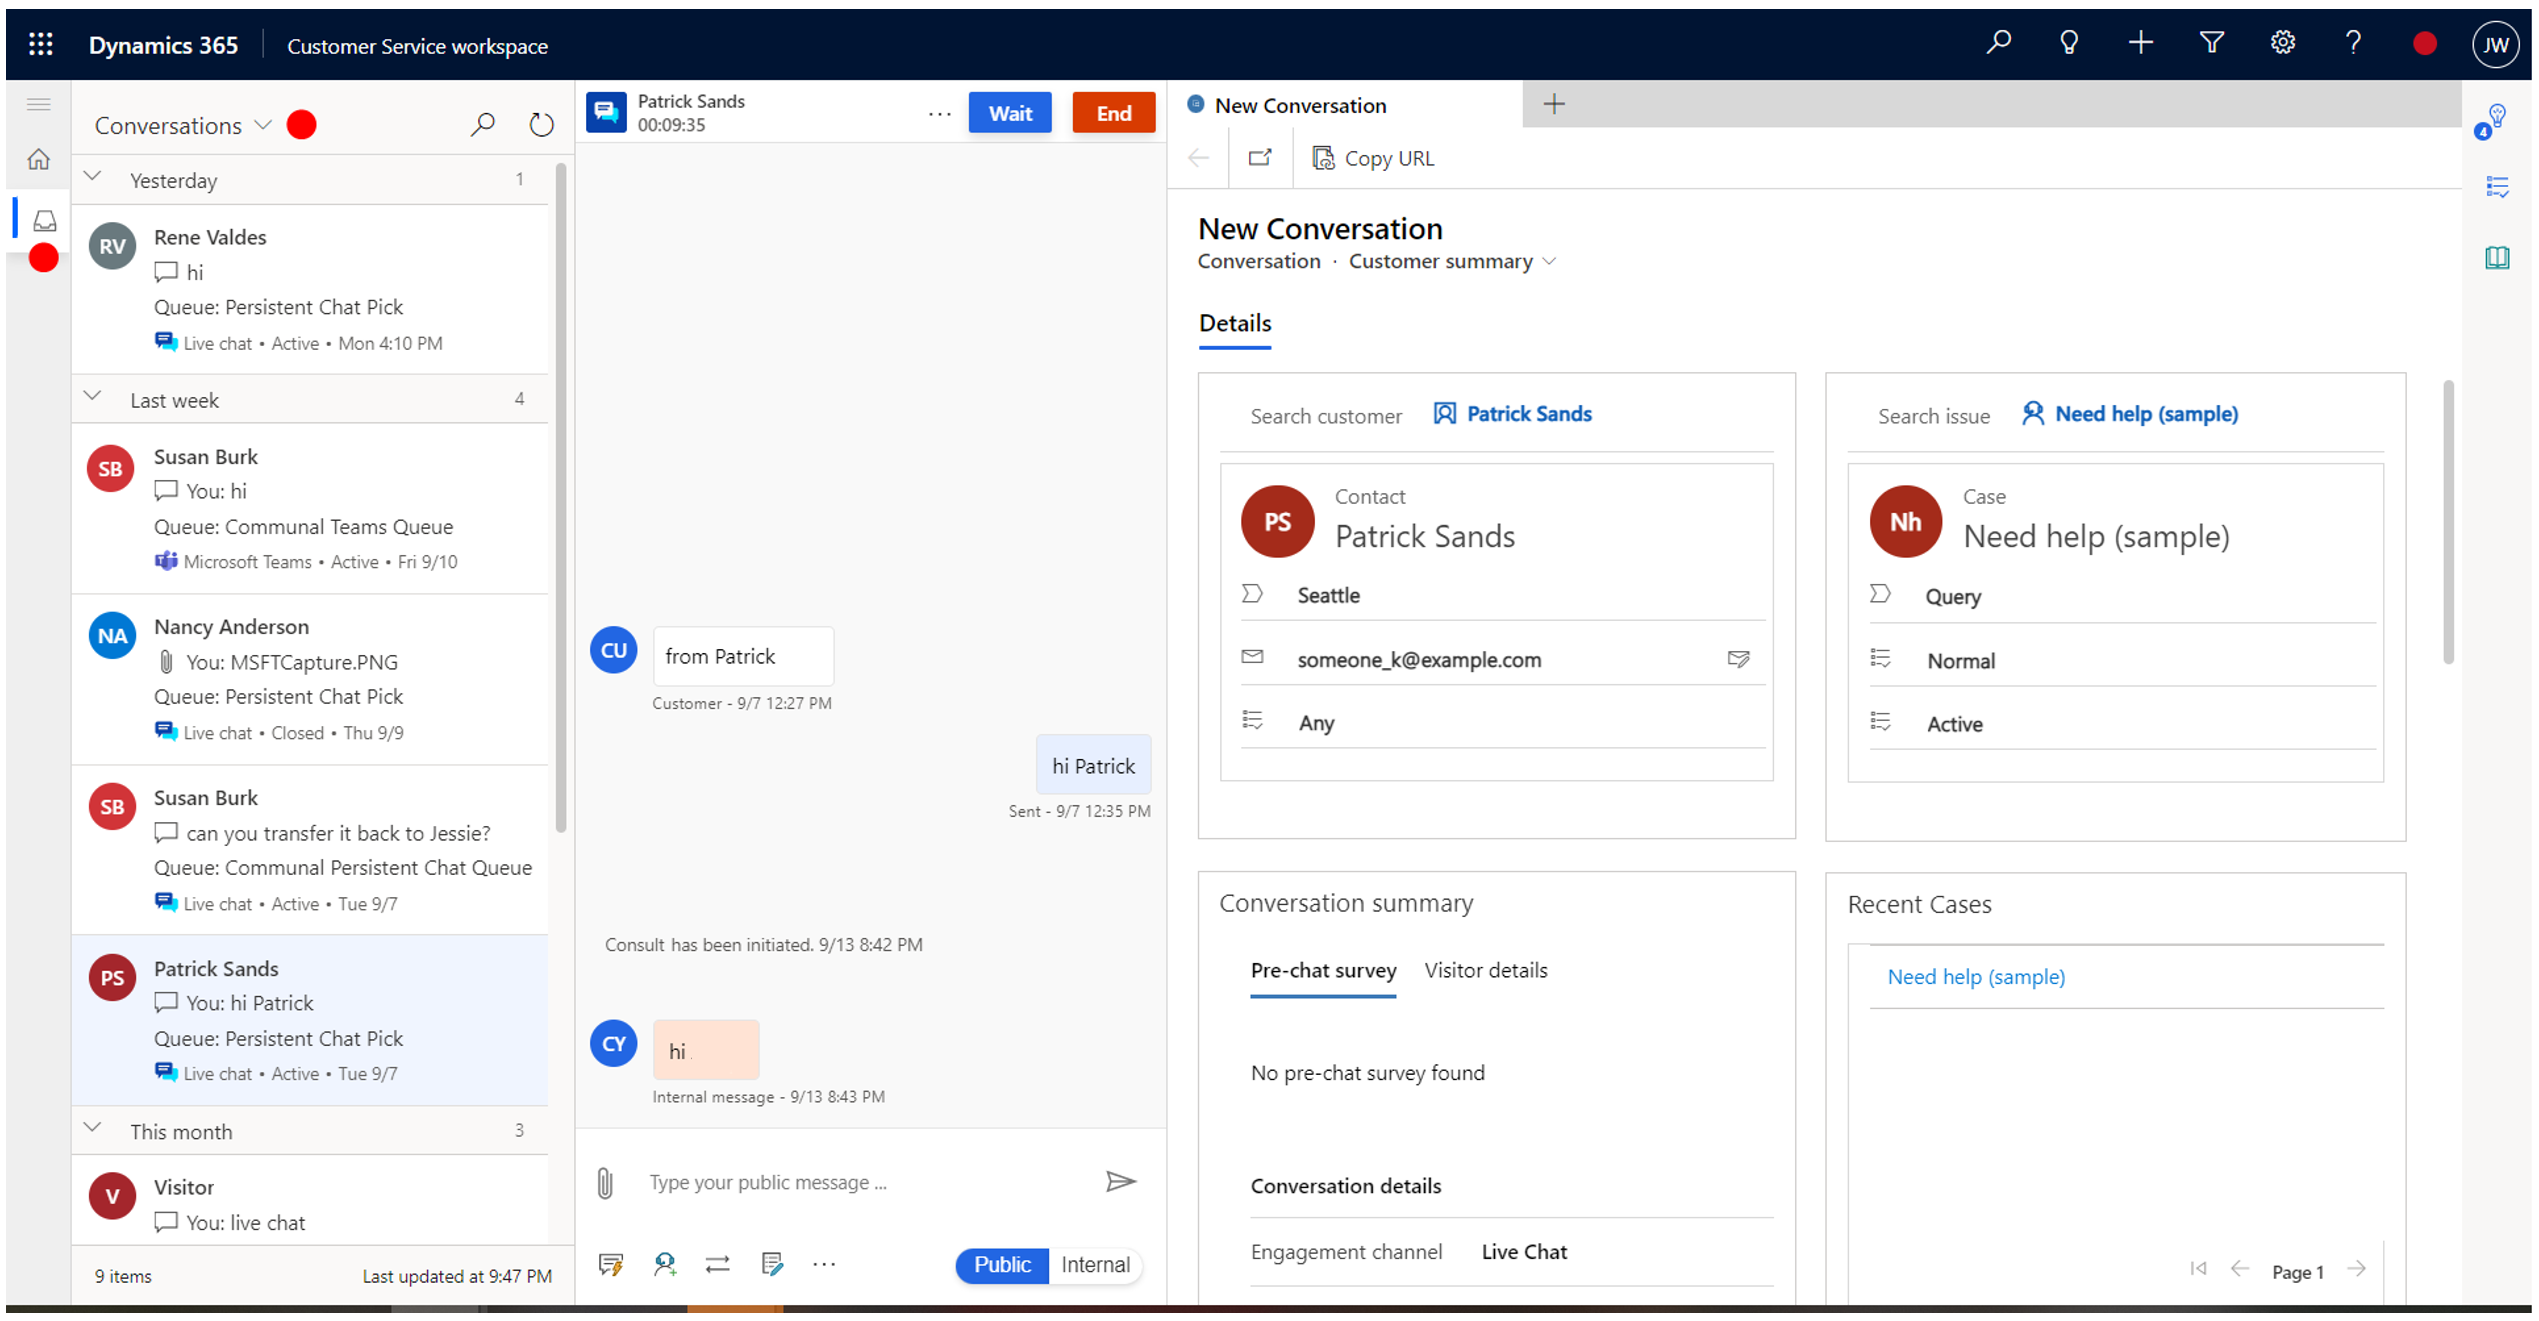 Dynamics 365
Customer Service workspace
JW
Conversations
Yesterday 1
RV
Rene Valdes
hi
Queue: Persistent Chat Pick
Live chat • Active • Mon 4:10 PM
Last week 4
SB
Susan Burk
You: hi
Queue: Communal Teams Queue
Microsoft Teams • Active • Fri 9/10
NA
Nancy Anderson
You: MSFTCapture.PNG
Queue: Persistent Chat Pick
Live chat • Closed • Thu 9/9
SB
Susan Burk
can you transfer it back to Jessie?
Queue: Communal Persistent Chat Queue
Live chat • Active • Tue 9/7
PS
Patrick Sands
You: hi Patrick
Queue: Persistent Chat Pick
Live chat • Active • Tue 9/7
This month 3
V
Visitor
You: live chat
9 items
Last updated at 9:47 PM
Patrick Sands
00:09:35
Wait
End
CU
from Patrick
Customer - 9/7 12:27 PM
hi Patrick
Sent - 9/7 12:35 PM
Consult has been initiated. 9/13 8:42 PM
CY
hi
Internal message - 9/13 8:43 PM
Type your public message ...
Public
Internal
New Conversation
Copy URL
New Conversation
Conversation · Customer summary
Details
Search customer
Patrick Sands
PS
Contact
Patrick Sands
Seattle
someone_k@example.com
Any
Search issue
Need help (sample)
Nh
Case
Need help (sample)
Query
Normal
Active
Conversation summary
Pre-chat survey
Visitor details
No pre-chat survey found
Conversation details
Engagement channel
Live Chat
Recent Cases
Need help (sample)
Page 1
4